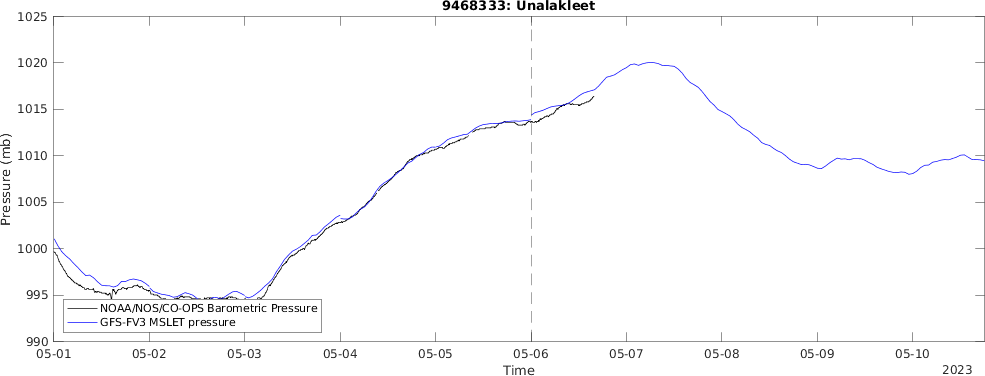 9468333: Unalakleet
1025
1020
1015
1010
1005
1000
995
990
Pressure (mb)
NOAA/NOS/CO-OPS Barometric Pressure
GFS-FV3 MSLET pressure
05-01 05-02 05-03 05-04 05-05 05-06 05-07 05-08 05-09 05-10
Time
2023